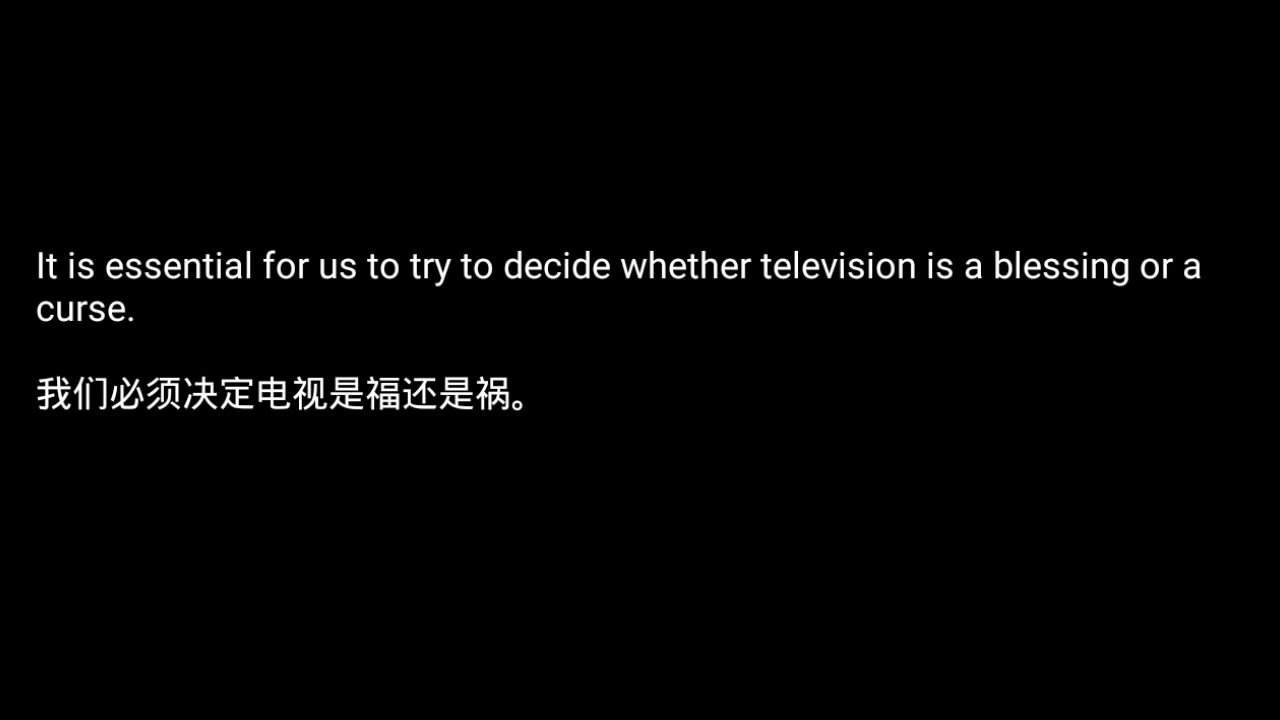 It is essential for us to try to decide whether television is a blessing or a
curse.
我们必须决定电视是福还是祸。